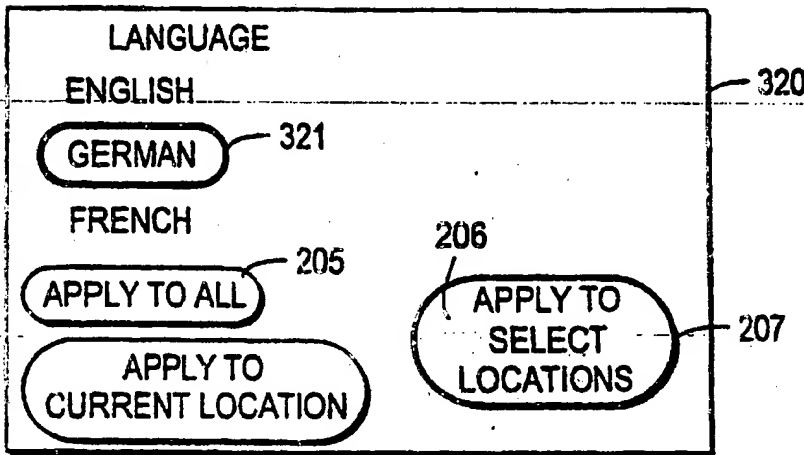 LANGUAGE
ENGLISH
320
GERMAN
321
FRENCH
206
205
APPLY TO ALL
APPLY TO
SELECT
LOCATIONS
207
APPLY TO
CURRENT LOCATION